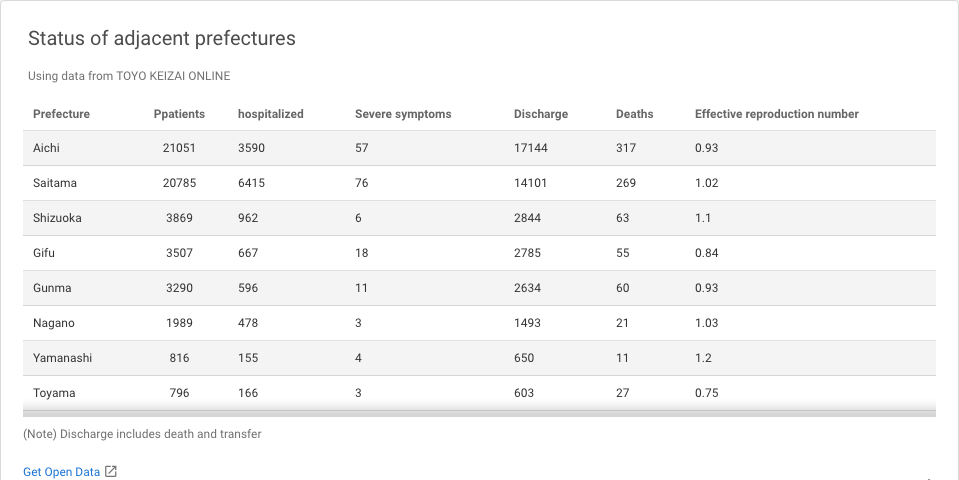 Status of adjacent prefectures
Using data from TOYO KEIZAI ONLINE
Prefecture Ppatients hospitalized Severe symptoms Discharge Deaths Effective reproduction number
Aichi 21051 3590 57 17144 317 0.93
Saitama 20785 6415 76 14101 269 1.02
Shizuoka 3869 962 6 2844 63 1.1
Gifu 3507 667 18 2785 55 0.84
Gunma 3290 596 11 2634 60 0.93
Nagano 1989 478 3 1493 21 1.03
Yamanashi 816 155 4 650 11 1.2
Toyama 796 166 3 603 27 0.75
(Note) Discharge includes death and transfer
Get Open Data